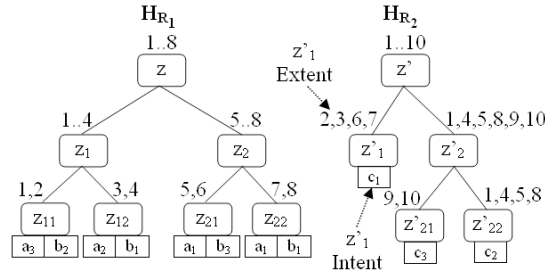 H_R1 H_R2
1..8 1..10
z z'
z'1
Extent
1..4 5..8 2,3,6,7 1,4,5,8,9,10
z1 z2 z'1 z'2
c1
1,2 3,4 5,6 7,8 9,10 1,4,5,8
z11 z12 z21 z22 z'21 z'22
a3 b2 a2 b1 a1 b3 a1 b1 c3 c2
z'1
Intent